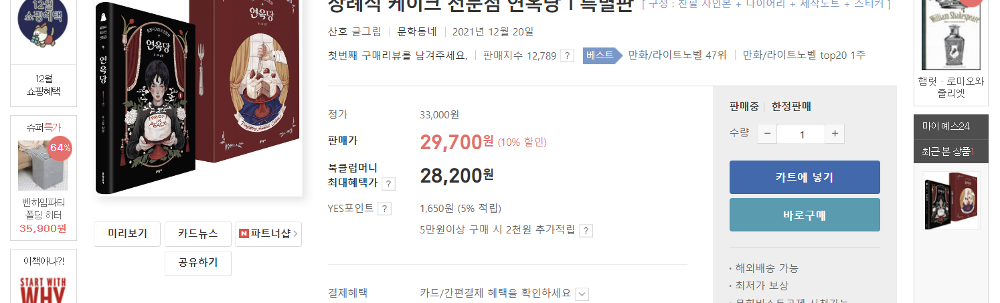 12월
쇼핑혜택
12월
쇼핑혜택
슈퍼특가
64%
벤하임파티
폴딩 히터
35,900원
이책아나?!
START WITH
WHY
연옥당
연옥당
REST
IN
PEACE
연옥당
미리보기
카드뉴스
N 파트너샵 >
공유하기
장례식 케이크 전문점 연옥당 1 특별판 [ 구성 : 친필 사인본 + 다이어리 + 제작노트 + 스티커 ]
산호 글그림 | 문학동네 | 2021년 12월 20일
첫번째 구매리뷰를 남겨주세요. | 판매지수 12,789 ? 베스트 만화/라이트노벨 47위 | 만화/라이트노벨 top20 1주
정가 33,000원
판매가 29,700원 (10% 할인)
북클럽머니
최대혜택가 ? 28,200원
YES포인트 ? 1,650원 (5% 적립)
5만원이상 구매 시 2천원 추가적립 ?
결제혜택 카드/간편결제 혜택을 확인하세요
판매중 | 한정판매
수량 - 1 +
카트에 넣기
바로구매
· 해외배송 가능
· 최저가 보상
William Shakespeare
햄릿 · 로미오와
줄리엣
마이 예스24
최근 본 상품1